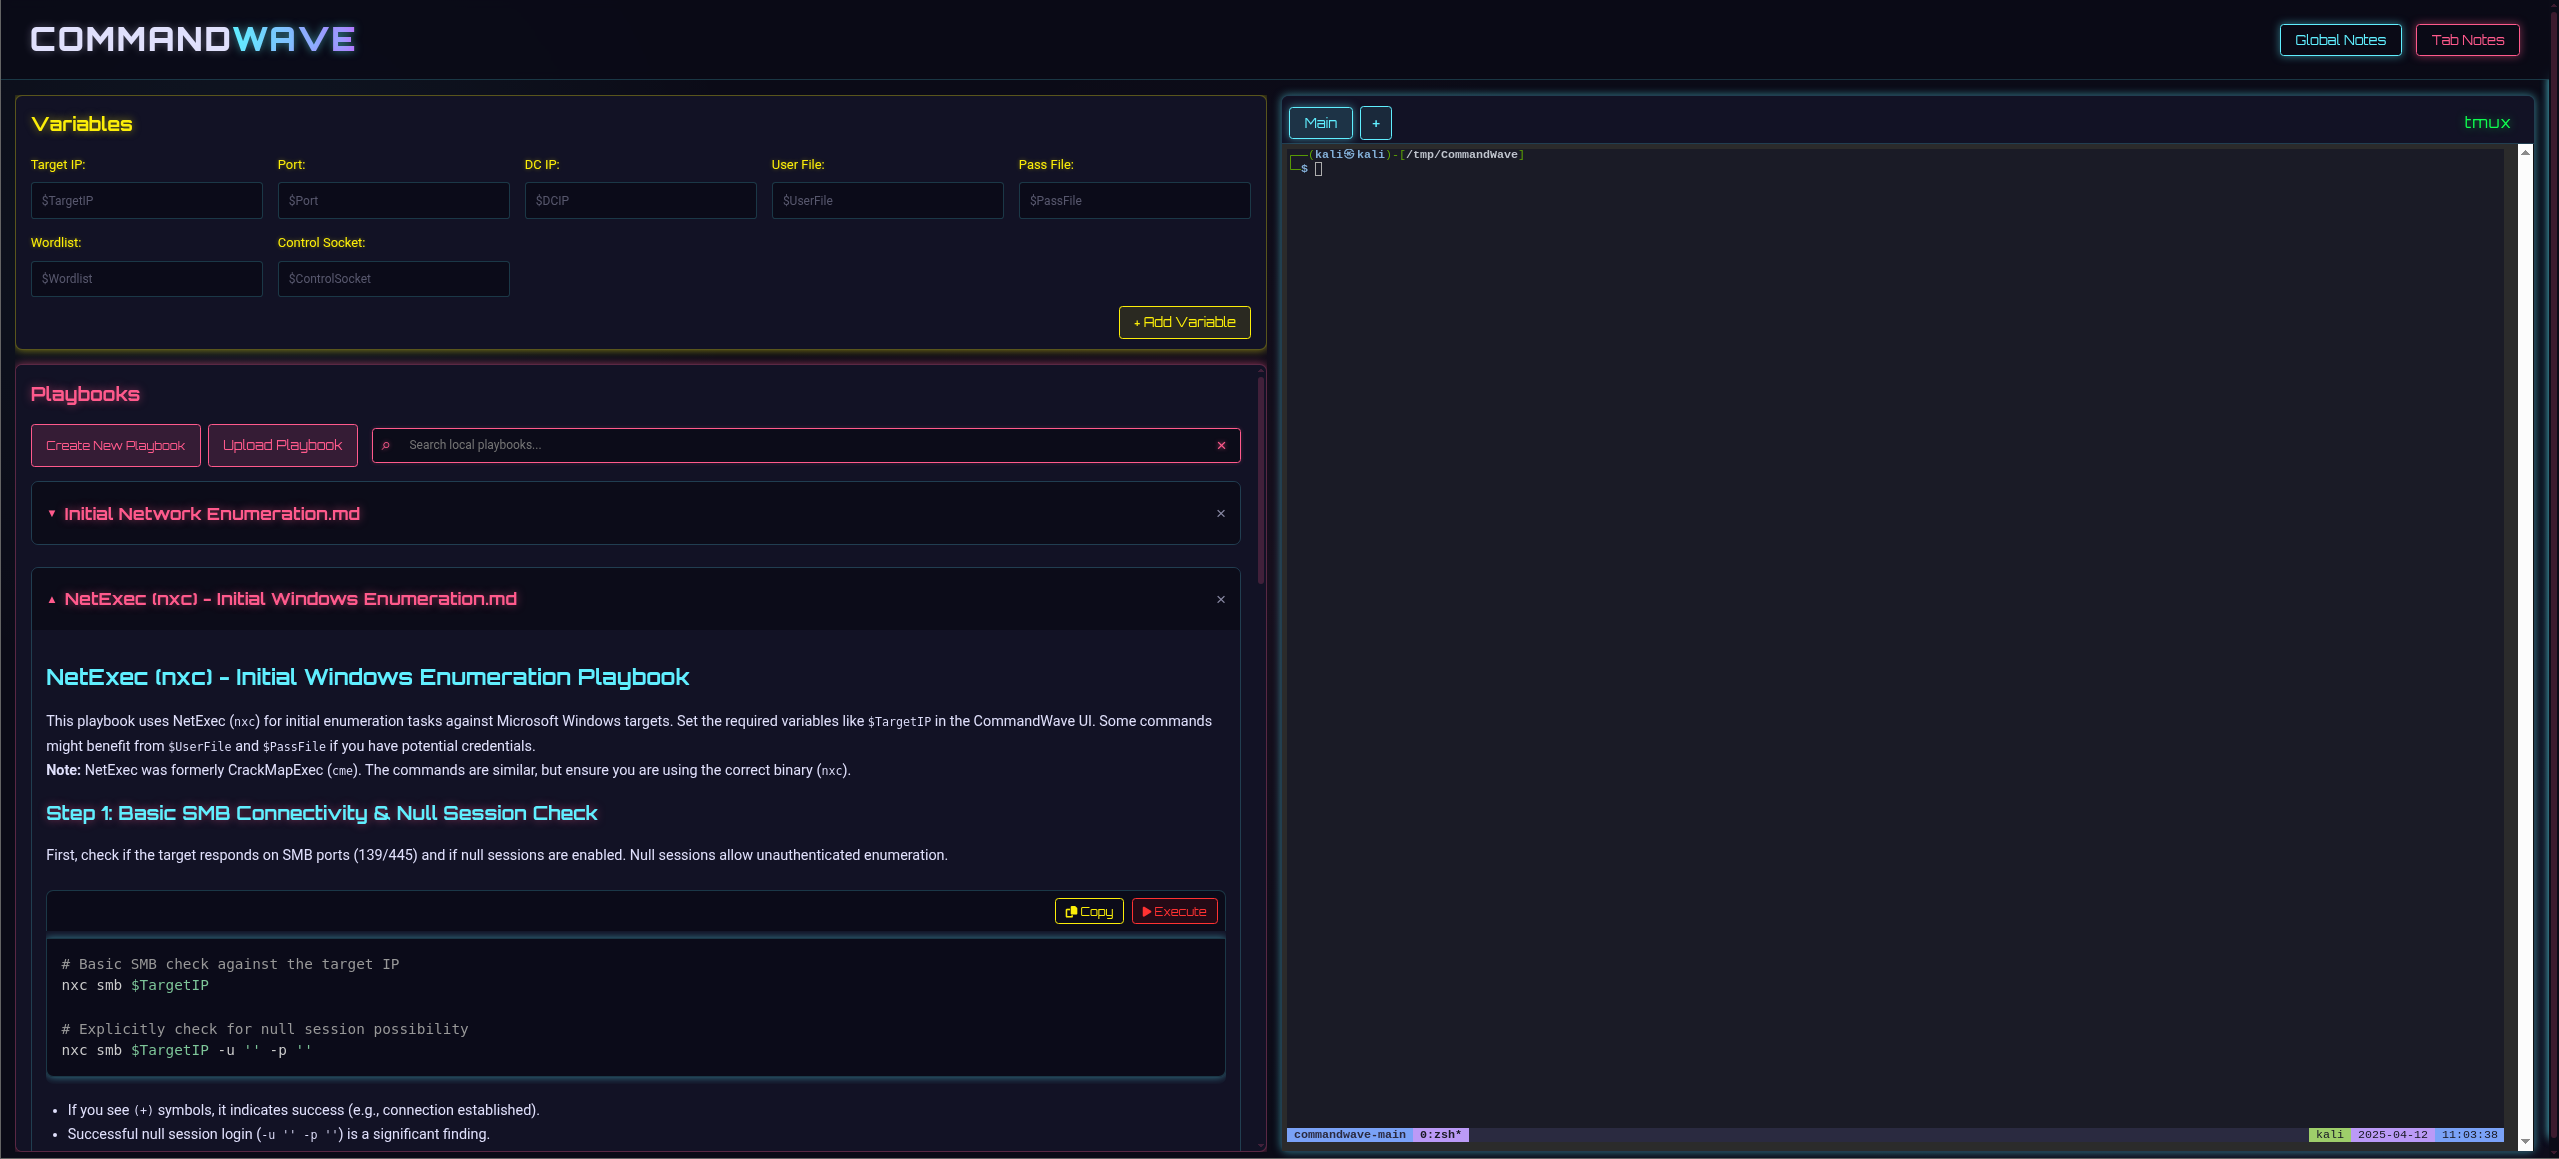 COMMANDWAVE
Global Notes
Tab Notes
Variables
Target IP:
Port:
DC IP:
User File:
Pass File:
$TargetIP
$Port
$DCIP
$UserFile
$PassFile
Wordlist:
Control Socket:
$Wordlist
$ControlSocket
+ Add Variable
Playbooks
Create New Playbook
Upload Playbook
Search local playbooks...
Initial Network Enumeration.md
NetExec (nxc) - Initial Windows Enumeration.md
NetExec (nxc) - Initial Windows Enumeration Playbook
This playbook uses NetExec (nxc) for initial enumeration tasks against Microsoft Windows targets. Set the required variables like $TargetIP in the CommandWave UI. Some commands
might benefit from $UserFile and $PassFile if you have potential credentials.
Note: NetExec was formerly CrackMapExec (cme). The commands are similar, but ensure you are using the correct binary (nxc).
Step 1: Basic SMB Connectivity & Null Session Check
First, check if the target responds on SMB ports (139/445) and if null sessions are enabled. Null sessions allow unauthenticated enumeration.
Copy
Execute
# Basic SMB check against the target IP
nxc smb $TargetIP
# Explicitly check for null session possibility
nxc smb $TargetIP -u '' -p ''
• If you see (+) symbols, it indicates success (e.g., connection established).
• Successful null session login (-u '' -p '') is a significant finding.
Main
+
tmux
┌──(kali㉿kali)-[/tmp/CommandWave]
└─$
commandwave-main 0:zsh*
kali 2025-04-12 11:03:38